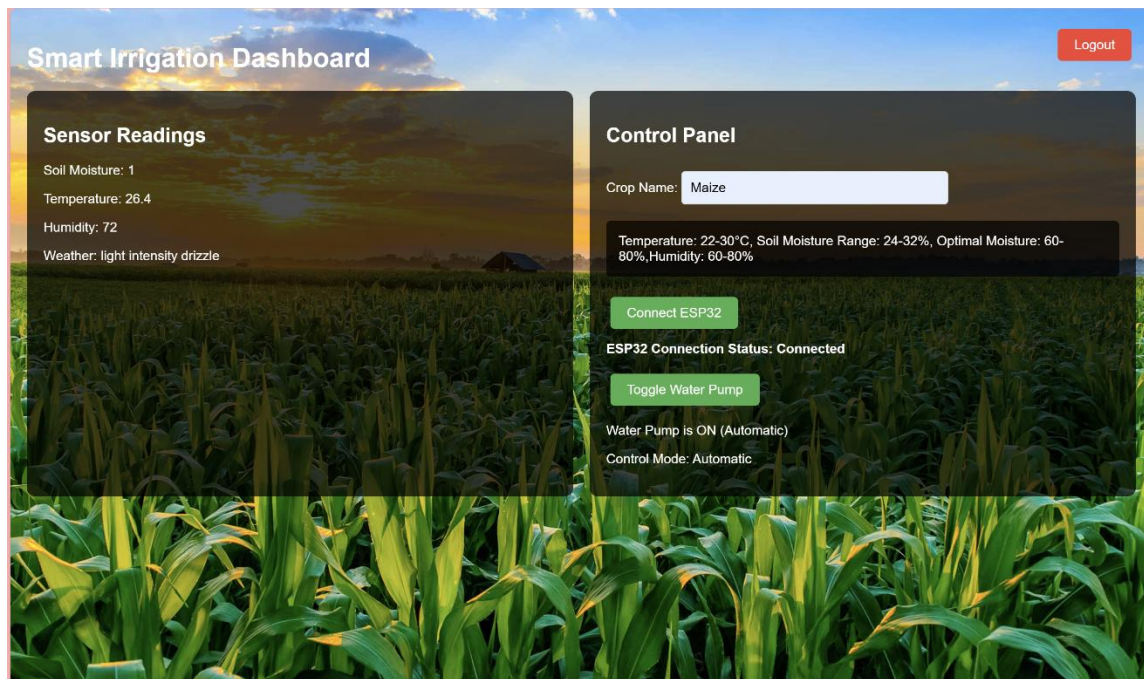 Smart Irrigation Dashboard
Logout
Sensor Readings
Soil Moisture: 1
Temperature: 26.4
Humidity: 72
Weather: light intensity drizzle
Control Panel
Crop Name: Maize
Temperature: 22-30°C, Soil Moisture Range: 24-32%, Optimal Moisture: 60-
80%,Humidity: 60-80%
Connect ESP32
ESP32 Connection Status: Connected
Toggle Water Pump
Water Pump is ON (Automatic)
Control Mode: Automatic